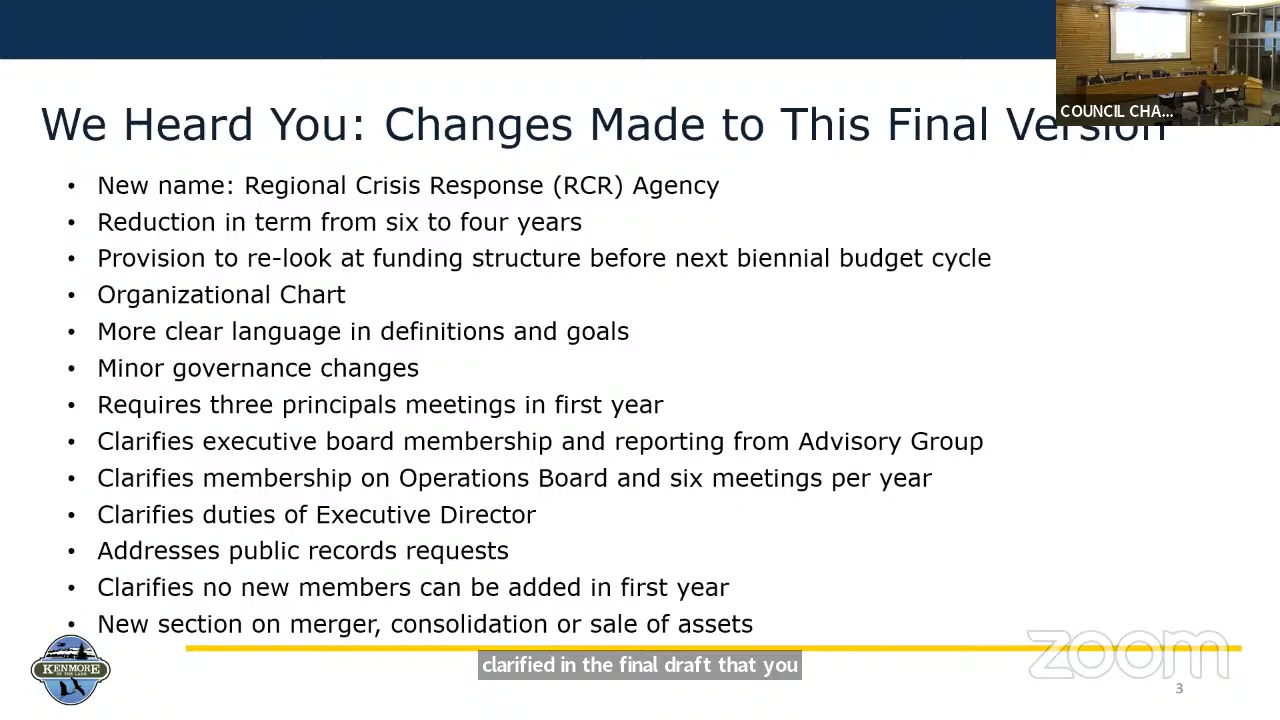 COUNCIL CHA...
We Heard You: Changes Made to This Final Version
• New name: Regional Crisis Response (RCR) Agency
• Reduction in term from six to four years
• Provision to re-look at funding structure before next biennial budget cycle
• Organizational Chart
• More clear language in definitions and goals
• Minor governance changes
• Requires three principals meetings in first year
• Clarifies executive board membership and reporting from Advisory Group
• Clarifies membership on Operations Board and six meetings per year
• Clarifies duties of Executive Director
• Addresses public records requests
• Clarifies no new members can be added in first year
• New section on merger, consolidation or sale of assets
KENMORE
BY THE LAKE
clarified in the final draft that you
zoom
3